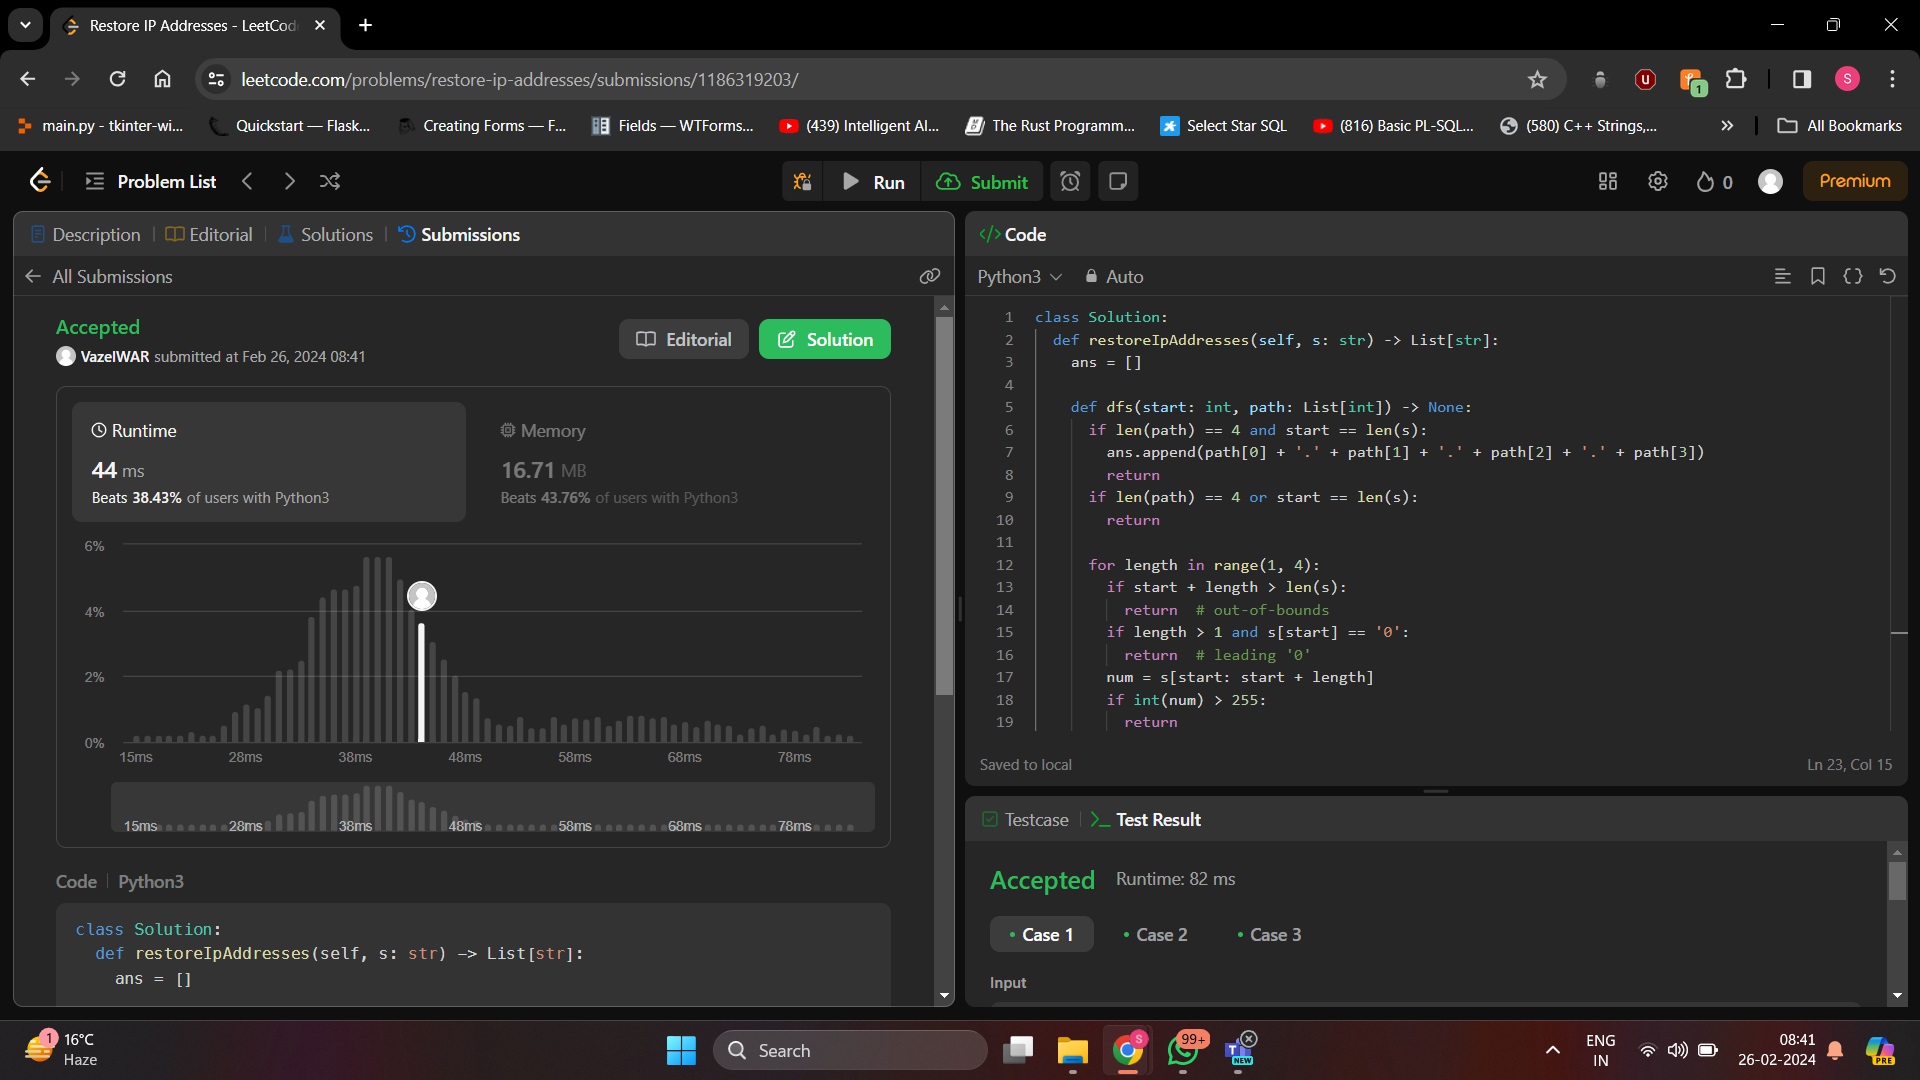 Restore IP Addresses - LeetCod
leetcode.com/problems/restore-ip-addresses/submissions/1186319203/
1
S
main.py - tkinter-wi...
Quickstart — Flask...
Creating Forms — F...
Fields — WTForms...
(439) Intelligent AI...
The Rust Programm...
Select Star SQL
(816) Basic PL-SQL...
(580) C++ Strings,...
All Bookmarks
Problem List
Run
Submit
0
Premium
Description
Editorial
Solutions
Submissions
All Submissions
Accepted
VazelWAR submitted at Feb 26, 2024 08:41
Editorial
Solution
Runtime
44 ms
Beats 38.43% of users with Python3
Memory
16.71 MB
Beats 43.76% of users with Python3
6%
4%
2%
0%
15ms 28ms 38ms 48ms 58ms 68ms 78ms
15ms 28ms 38ms 48ms 58ms 68ms 78ms
Code | Python3
class Solution:
def restoreIpAddresses(self, s: str) -> List[str]:
ans = []
</> Code
Python3 Auto
1 class Solution:
2 def restoreIpAddresses(self, s: str) -> List[str]:
3 ans = []
4
5 def dfs(start: int, path: List[int]) -> None:
6 if len(path) == 4 and start == len(s):
7 ans.append(path[0] + '.' + path[1] + '.' + path[2] + '.' + path[3])
8 return
9 if len(path) == 4 or start == len(s):
10 return
11
12 for length in range(1, 4):
13 if start + length > len(s):
14 return # out-of-bounds
15 if length > 1 and s[start] == '0':
16 return # leading '0'
17 num = s[start: start + length]
18 if int(num) > 255:
19 return
Saved to local
Ln 23, Col 15
Testcase
Test Result
Accepted Runtime: 82 ms
Case 1
Case 2
Case 3
Input
1
16°C
Haze
Search
S
99+
NEW
ENG
IN
08:41
26-02-2024
PRE